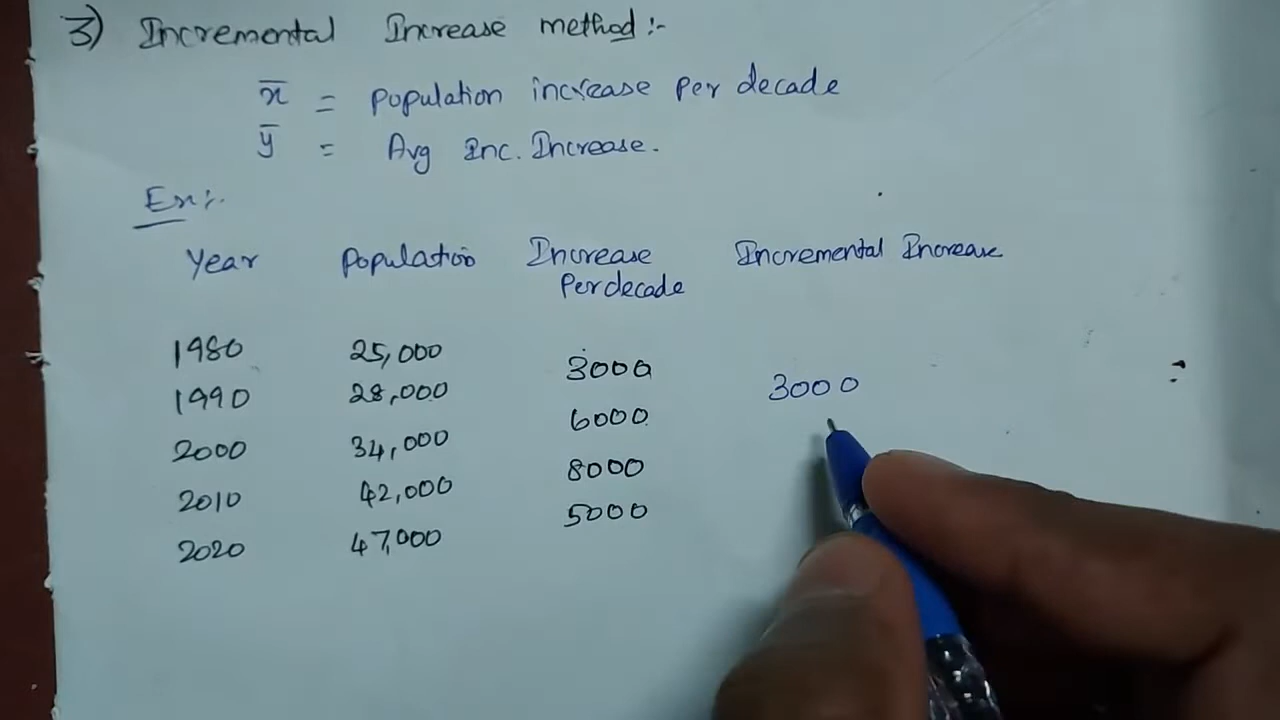 3) Incremental Increase method :-
x̅ = population increase per decade
y̅ = Avg Inc. Increase.
Ex:-
Year Population Increase Per decade Incremental Increase
1980 25,000
3000
1990 28,000 3000
6000
2000 34,000
8000
2010 42,000
5000
2020 47,000